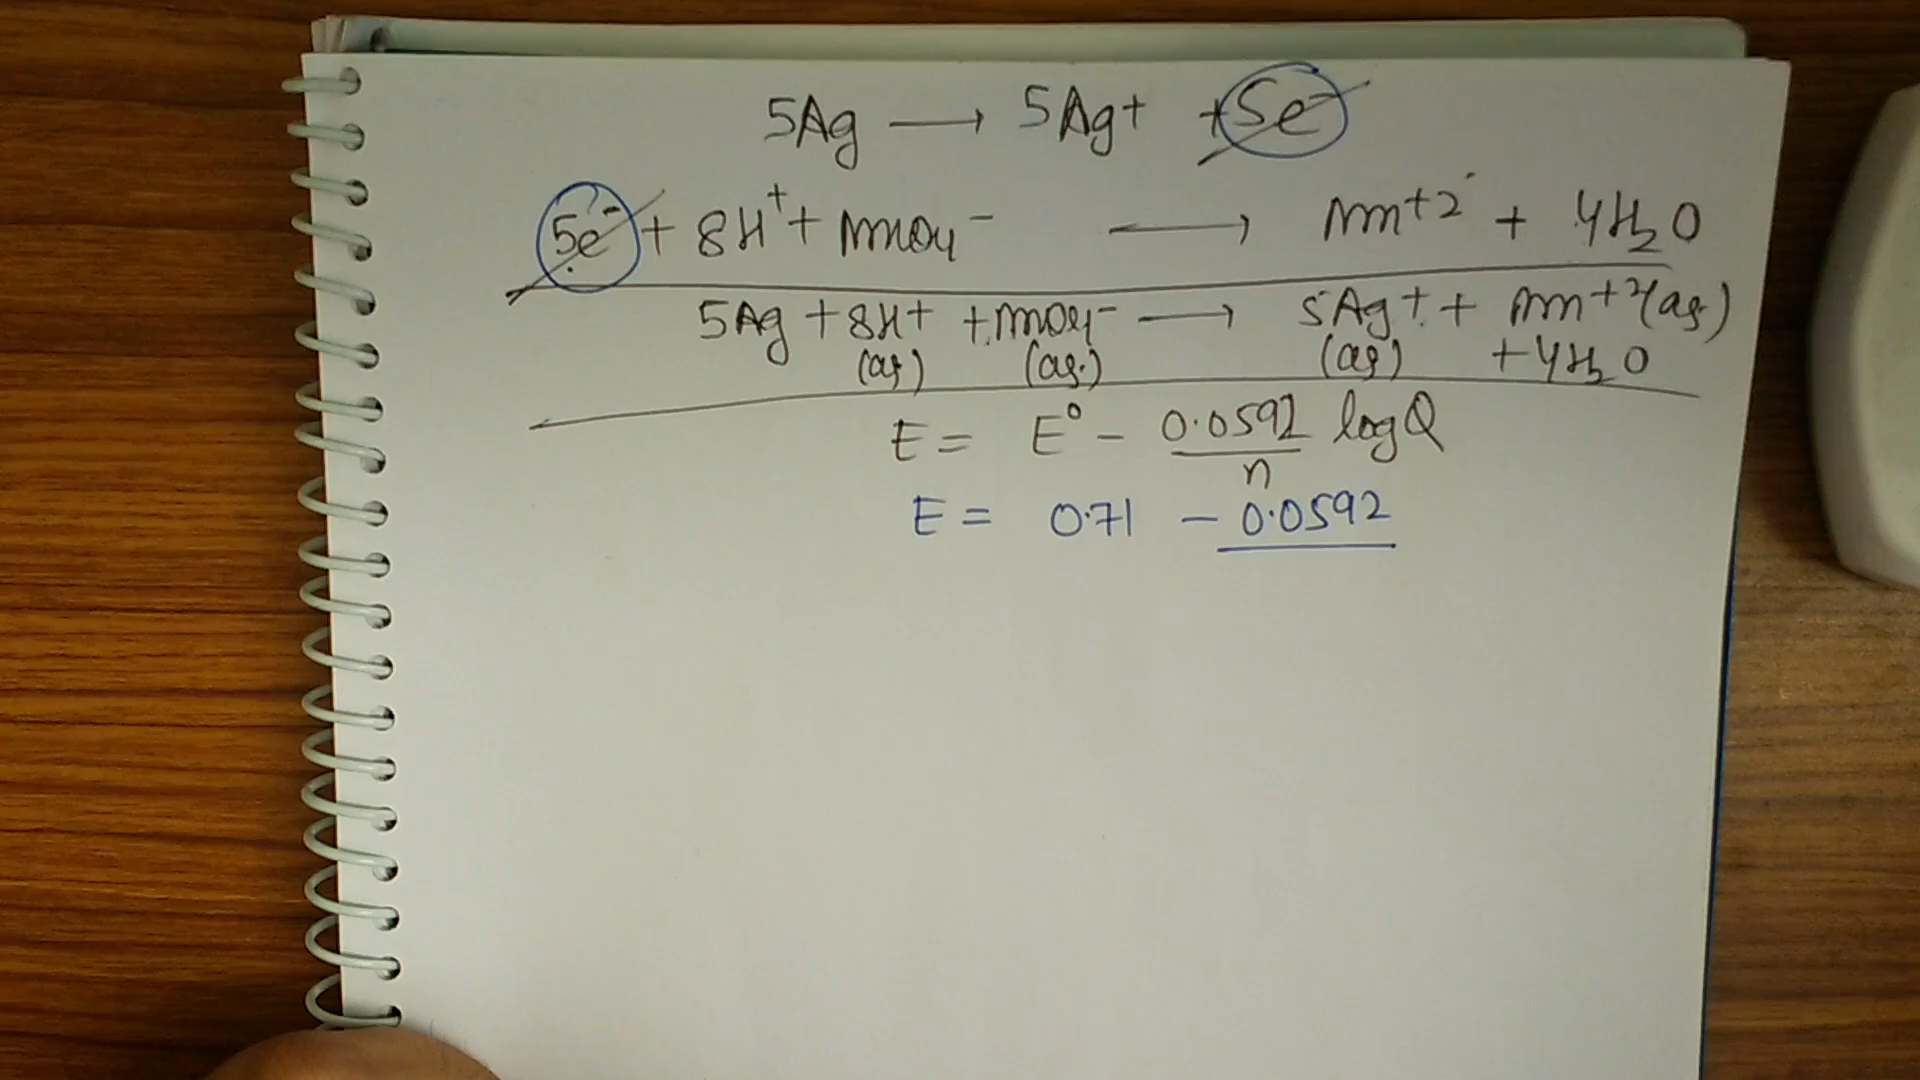 5Ag → 5Ag+ +5e-
5e- + 8H+ + MnO4- → Mn+2 + 4H2O
5Ag + 8H+ + MnO4- → 5Ag+ + Mn+2(aq)
(aq) (aq) (aq) +4H2O
E = E° - 0.0592/n log Q
E = 0.71 - 0.0592